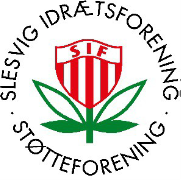 SLESVIG IDRÆTSFORENING
SIF
· STØTTEFORENING ·